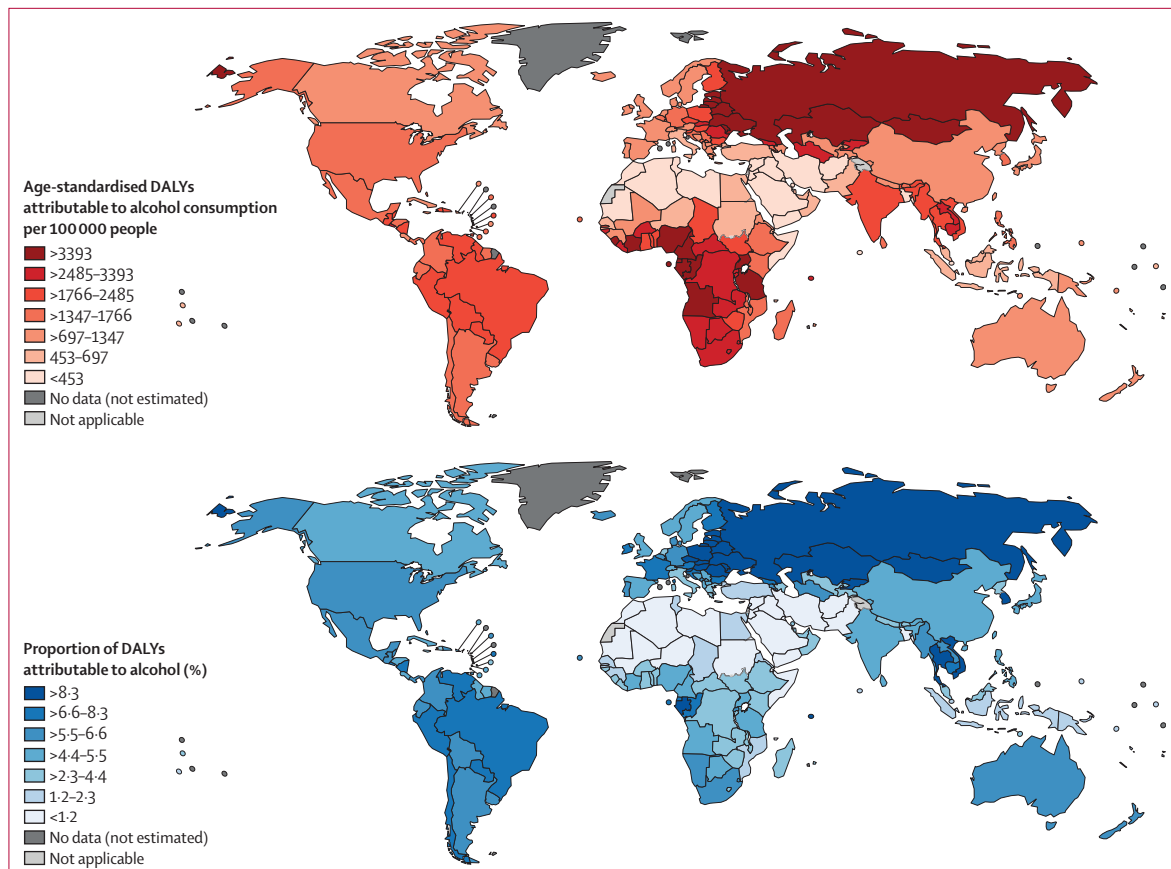 Age-standardised DALYs
attributable to alcohol consumption
per 100 000 people
>3393
>2485–3393
>1766–2485
>1347–1766
>697–1347
453–697
<453
No data (not estimated)
Not applicable
Proportion of DALYs
attributable to alcohol (%)
>8·3
>6·6–8·3
>5·5–6·6
>4·4–5·5
>2·3–4·4
1·2–2·3
<1·2
No data (not estimated)
Not applicable